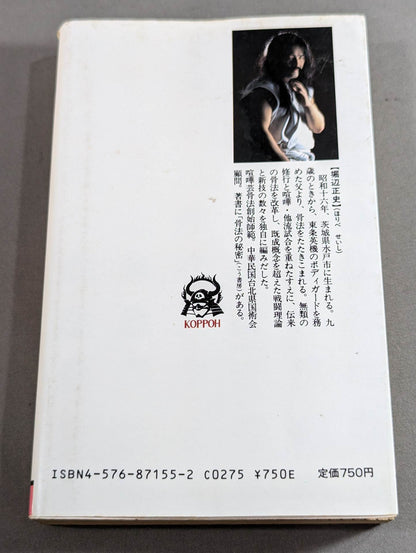 【堀辺正史】(ほりべ　せいし)
昭和十六年、茨城県水戸市に生まれる。九
歳のときから、東条英機のボディガードを務
めた父より、骨法をたたきこまれる。無類の
修行と喧嘩・他流試合を重ねたすえに、伝来
の骨法を改革し、既成概念を超えた戦闘理論
と新技の数々を独自に編みだした。
喧嘩芸骨法創始師範。中華民国台北県国術会
顧問。著書に『骨法の秘密』(こう書房)がある。
KOPPOH
ISBN4-576-87155-2 C0275 ¥750E 定価750円